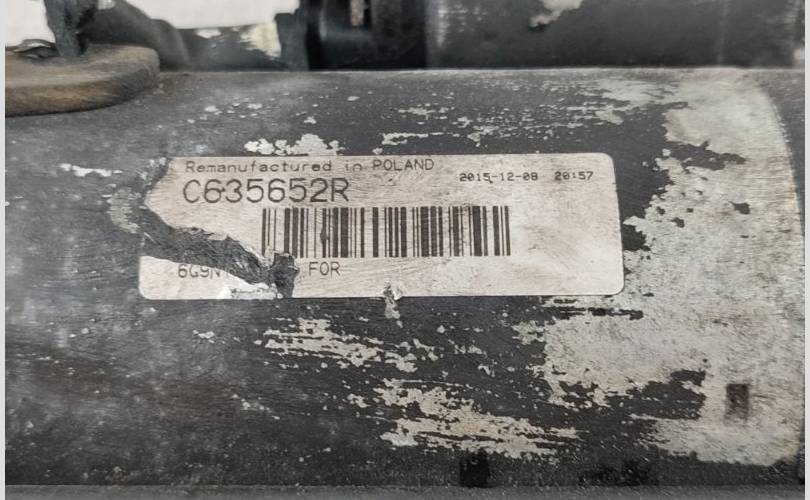 Remanufactured in POLAND
2015-12-08 20:57
C635652R
FOR